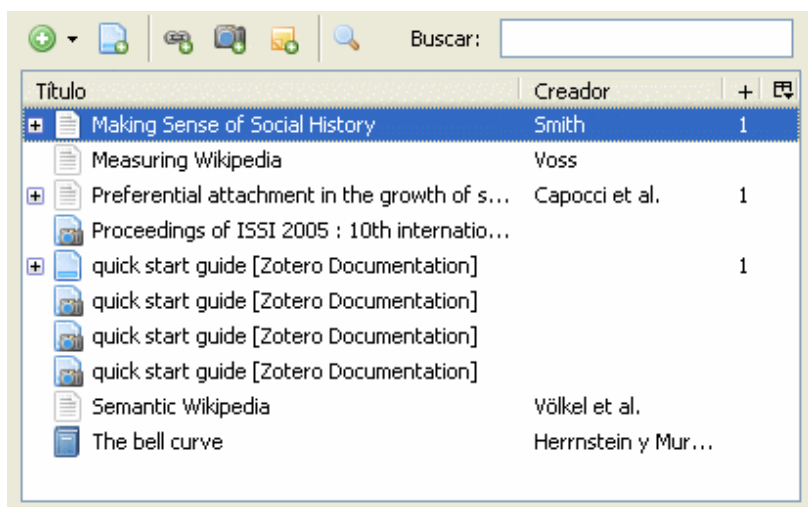 Buscar:
Título Creador +
Making Sense of Social History Smith 1
Measuring Wikipedia Voss
Preferential attachment in the growth of s... Capocci et al. 1
Proceedings of ISSI 2005 : 10th internatio...
quick start guide [Zotero Documentation] 1
quick start guide [Zotero Documentation]
quick start guide [Zotero Documentation]
quick start guide [Zotero Documentation]
Semantic Wikipedia Völkel et al.
The bell curve Herrnstein y Mur...